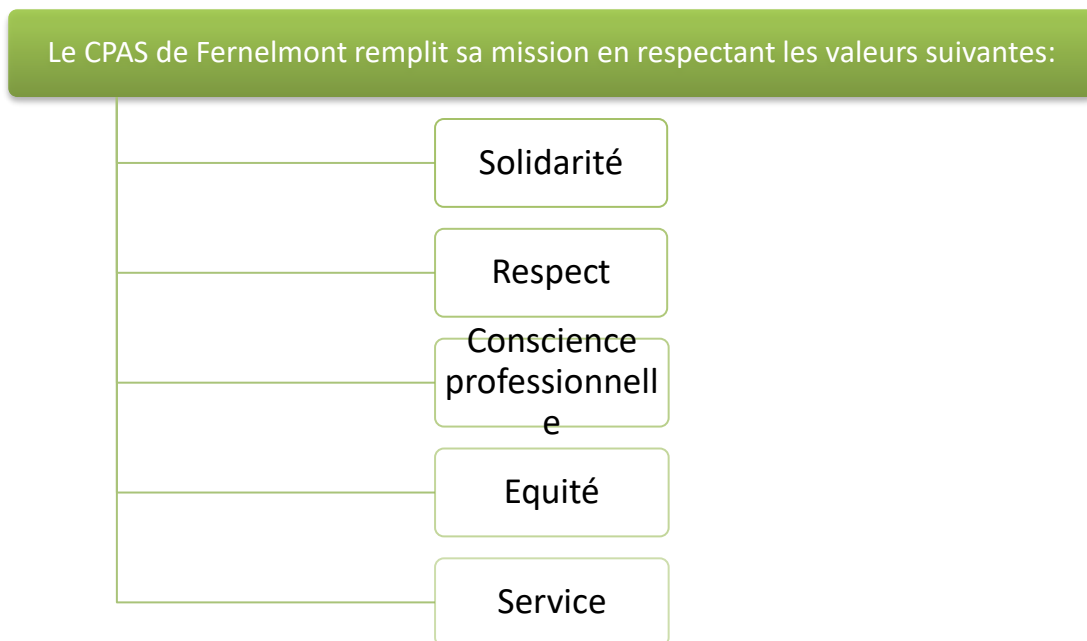 Le CPAS de Fernelmont remplit sa mission en respectant les valeurs suivantes:
Solidarité
Respect
Conscience
professionnell
e
Equité
Service